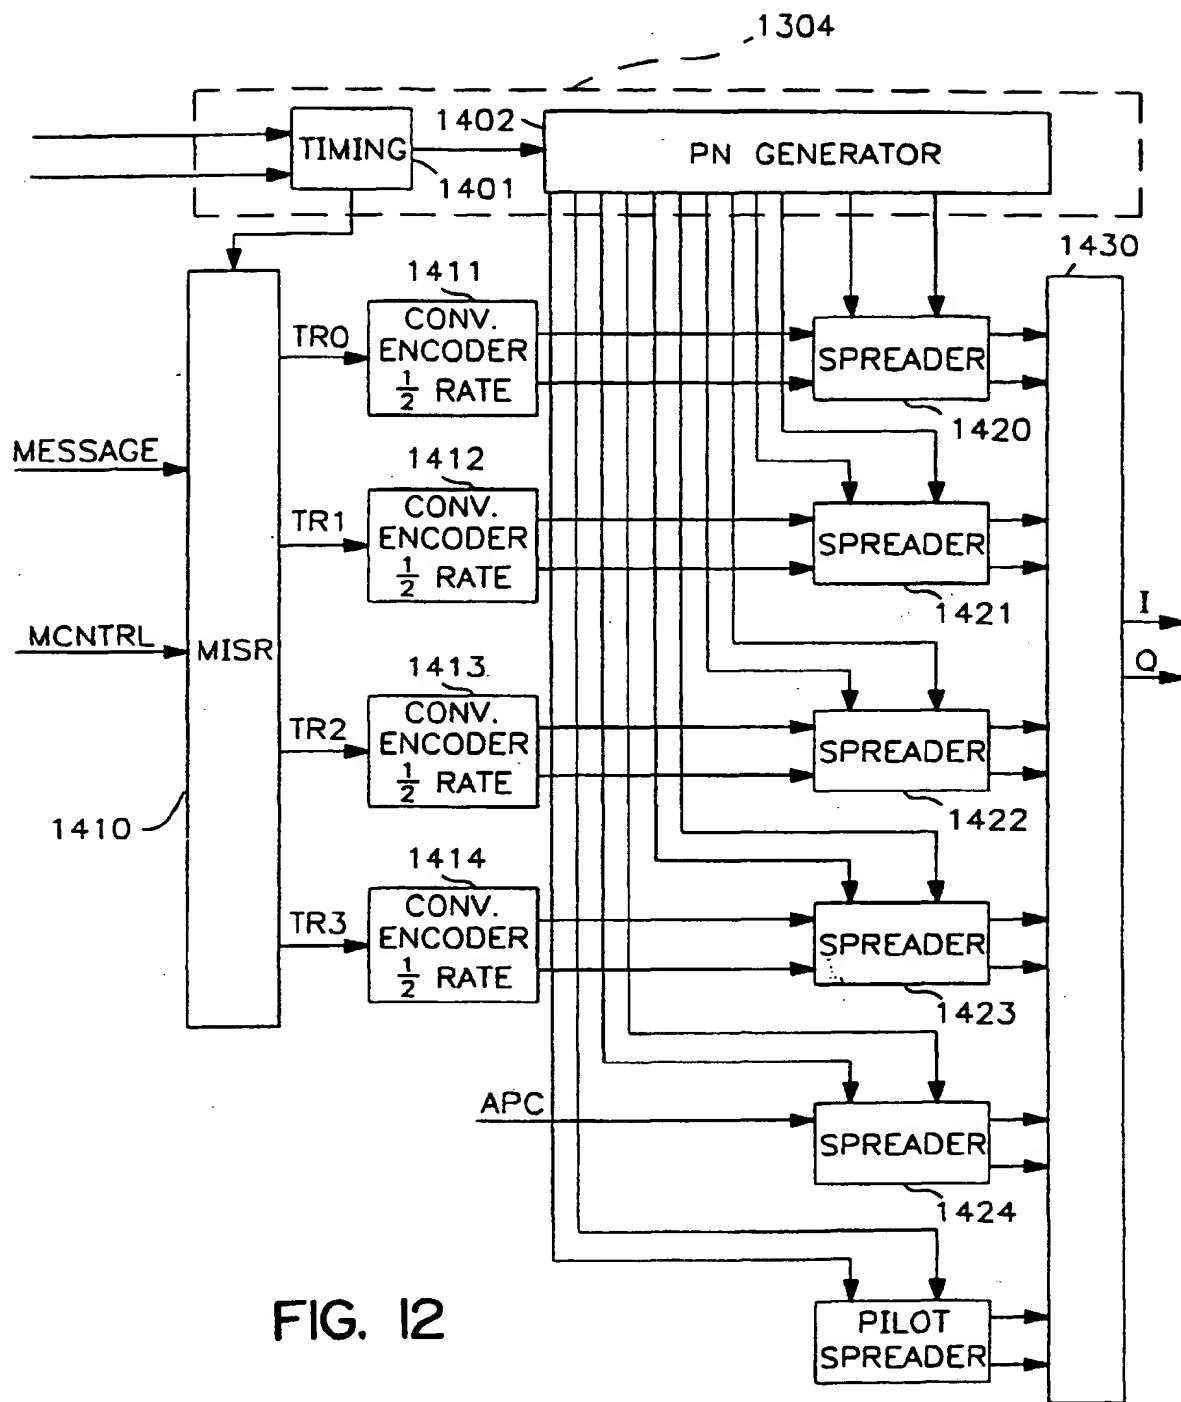 1304
1402
TIMING
PN GENERATOR
1401
1430
1411
CONV.
ENCODER
1/2 RATE
TR0
SPREADER
1420
MESSAGE
1412
CONV.
ENCODER
1/2 RATE
TR1
SPREADER
1421
I
Q
MCNTRL
MISR
1413
CONV.
ENCODER
1/2 RATE
TR2
SPREADER
1422
1410
1414
CONV.
ENCODER
1/2 RATE
TR3
SPREADER
1423
APC
SPREADER
1424
PILOT
SPREADER
FIG. 12